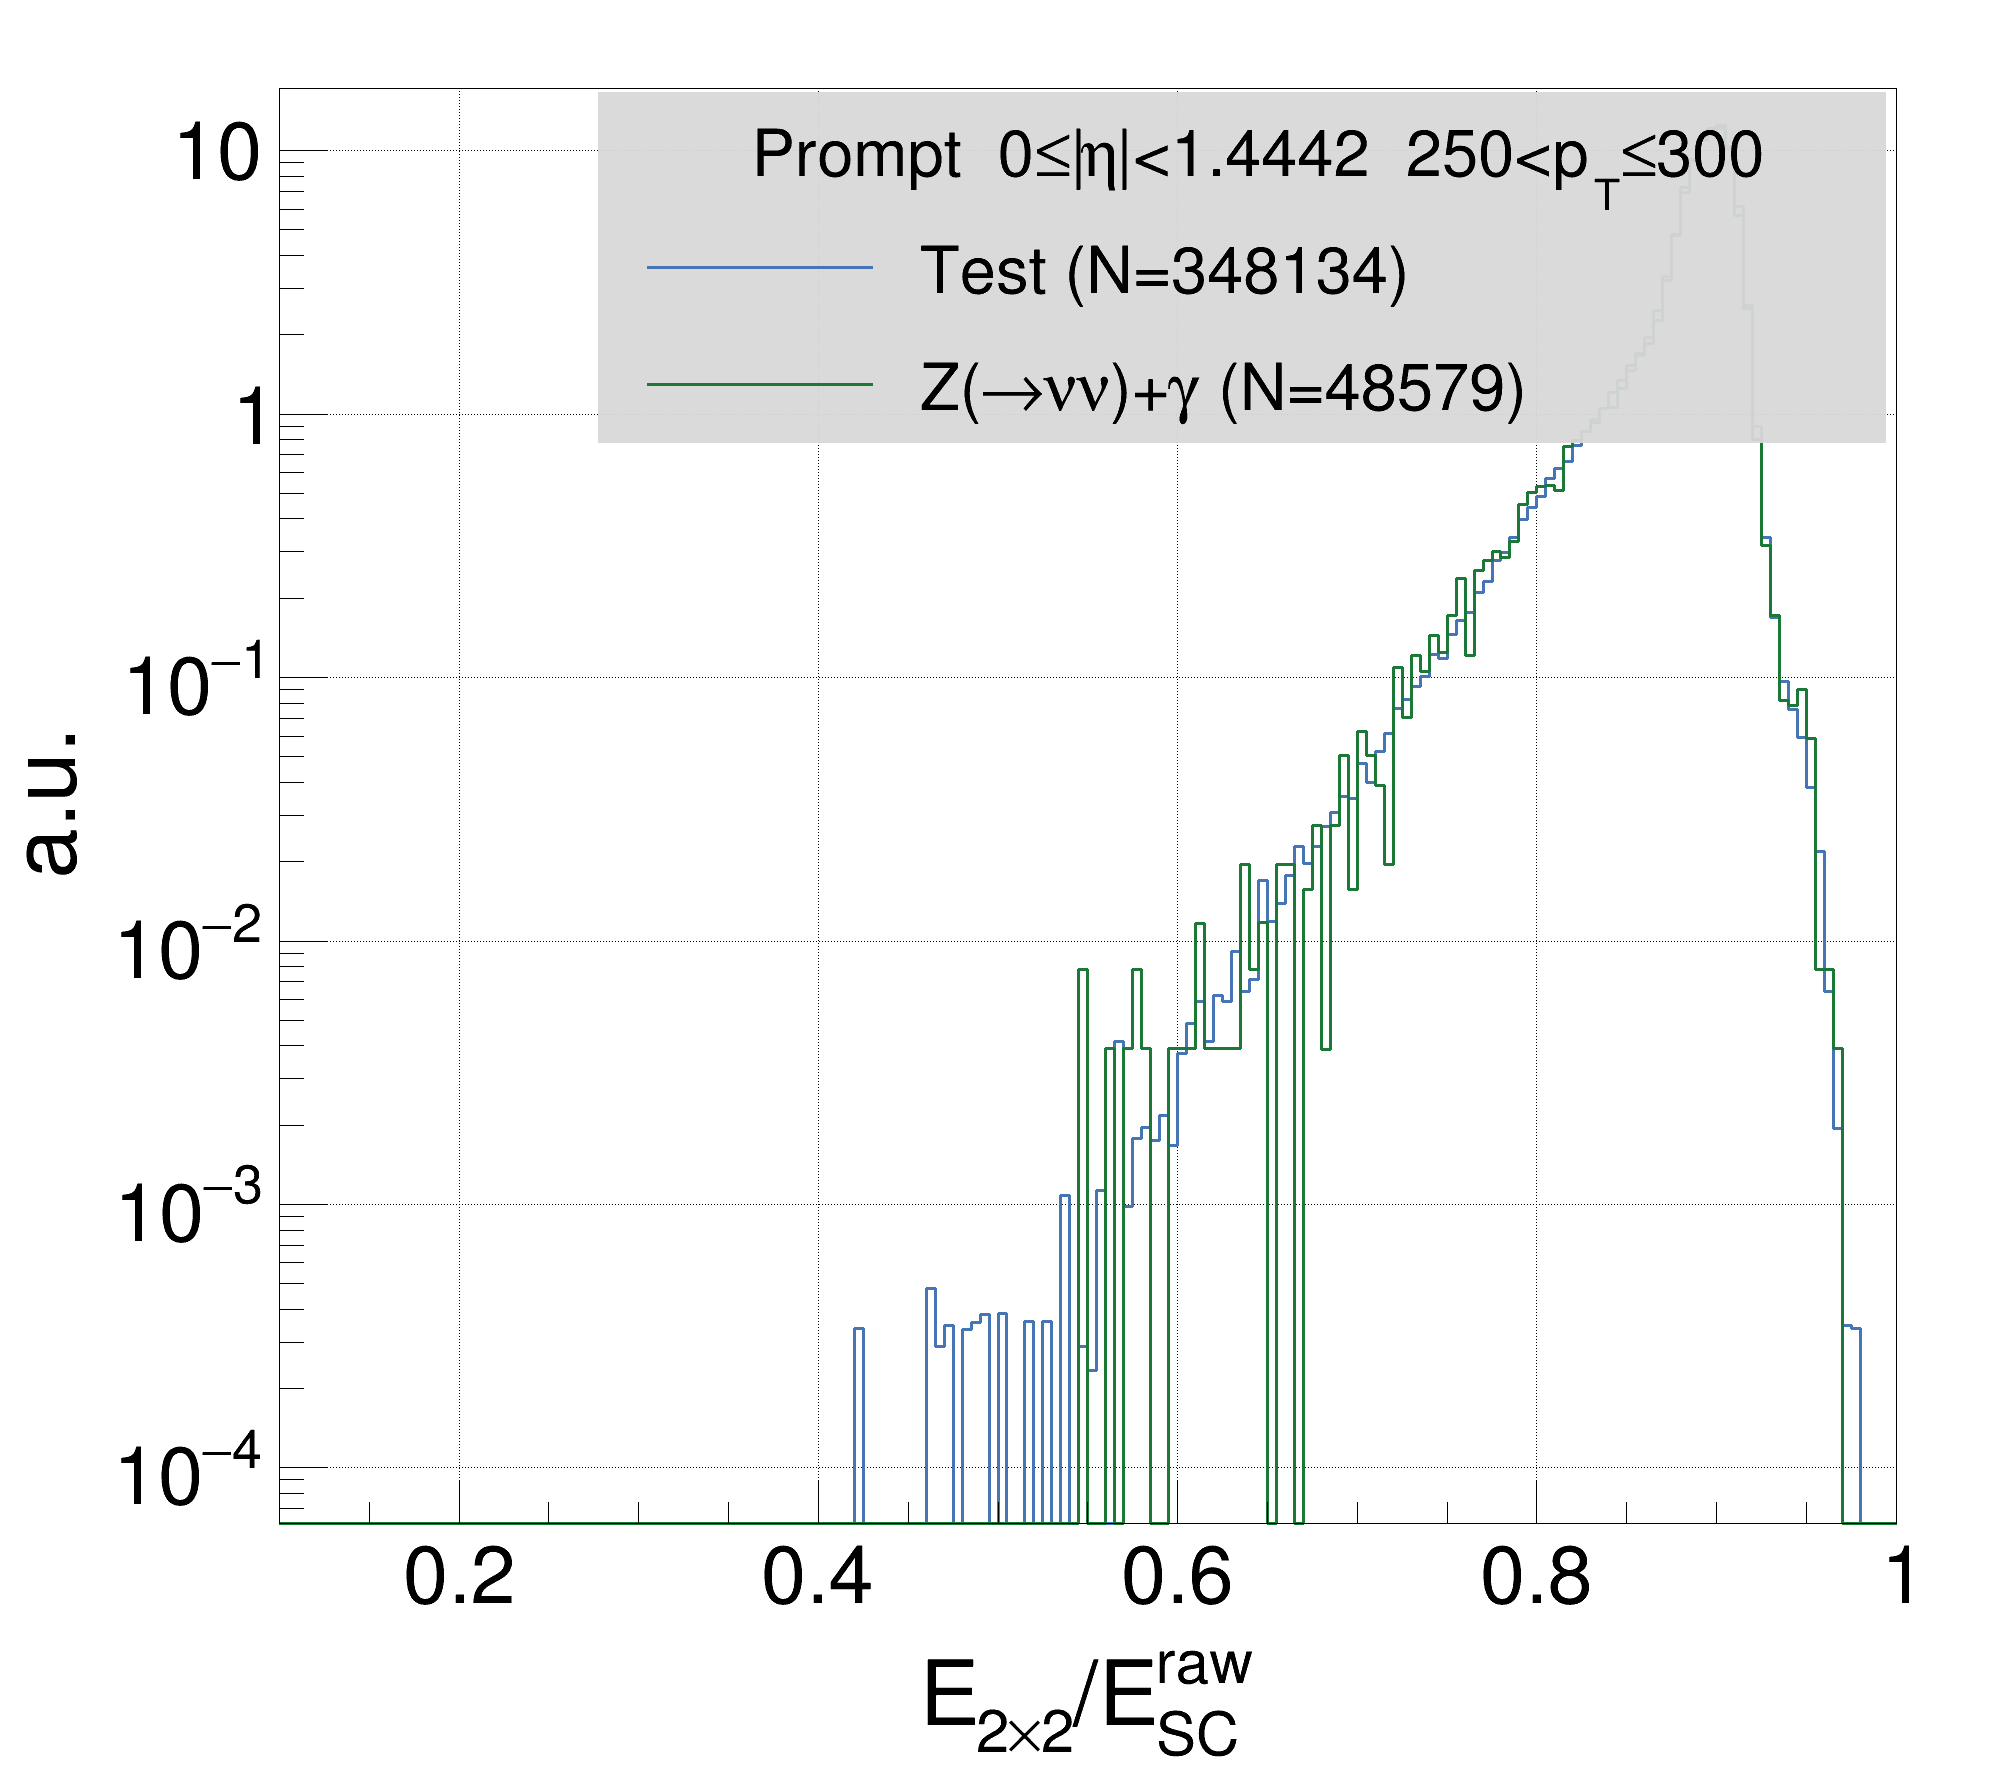 Prompt 0≤|η|<1.4442 250<p_T≤300
Test (N=348134)
Z(→νν)+γ (N=48579)
10
1
10⁻¹
10⁻²
10⁻³
10⁻⁴
a.u.
0.2 0.4 0.6 0.8 1
E_2×2/E_SC^raw